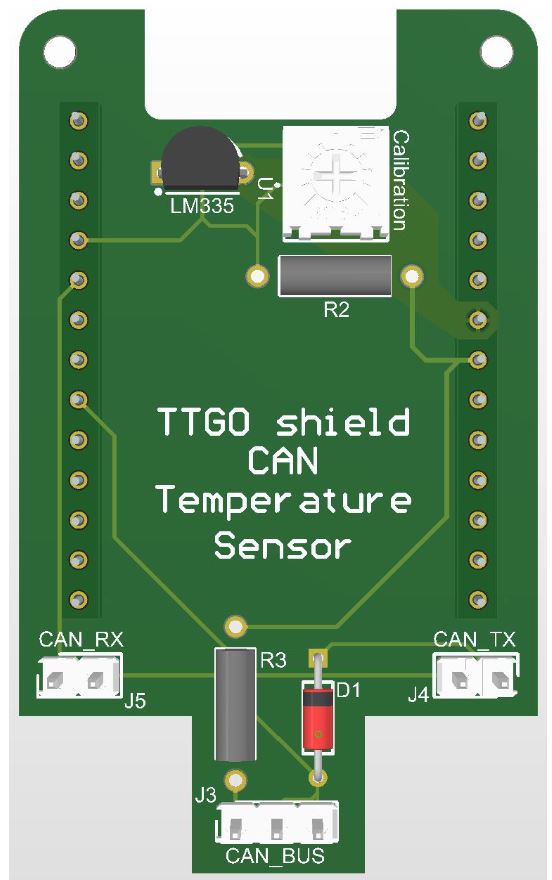 Calibration
U1
LM335
R2
TTGO shield
CAN
Temperature
Sensor
CAN_RX
CAN_TX
R3
D1
J5
J4
J3
CAN_BUS